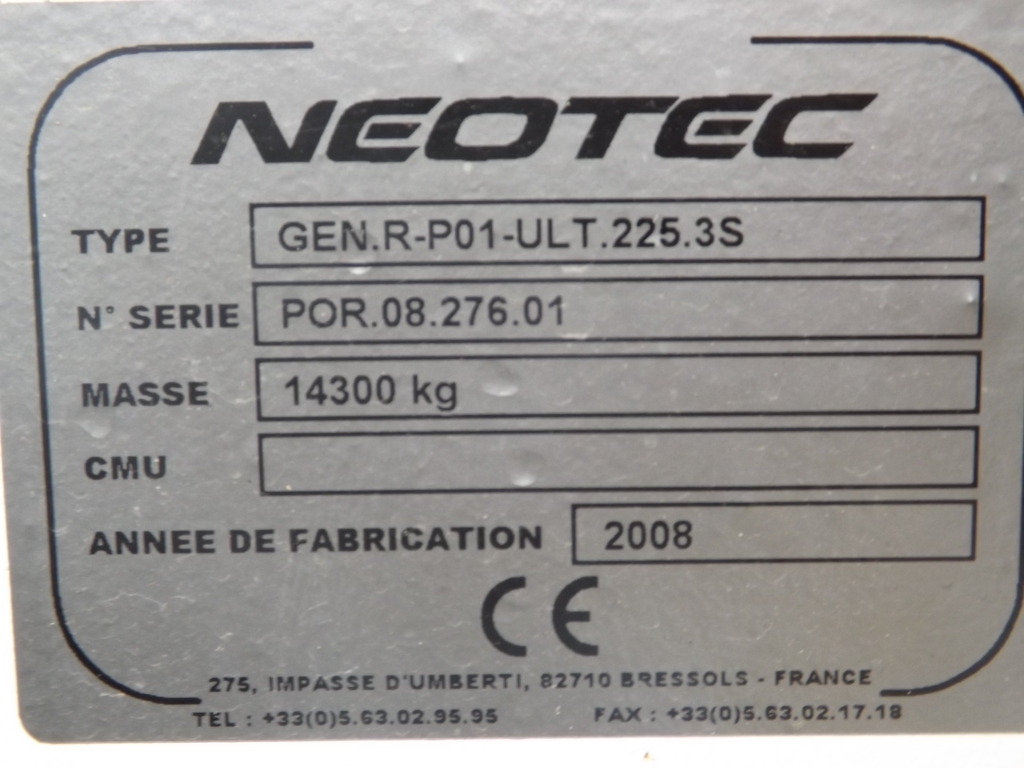 NEOTEC
TYPE GEN.R-P01-ULT.225.3S
N° SERIE POR.08.276.01
MASSE 14300 kg
CMU
ANNEE DE FABRICATION 2008
CE
275, IMPASSE D'UMBERTI, 82710 BRESSOLS - FRANCE
TEL : +33(0)5.63.02.95.95 FAX : +33(0)5.63.02.17.18